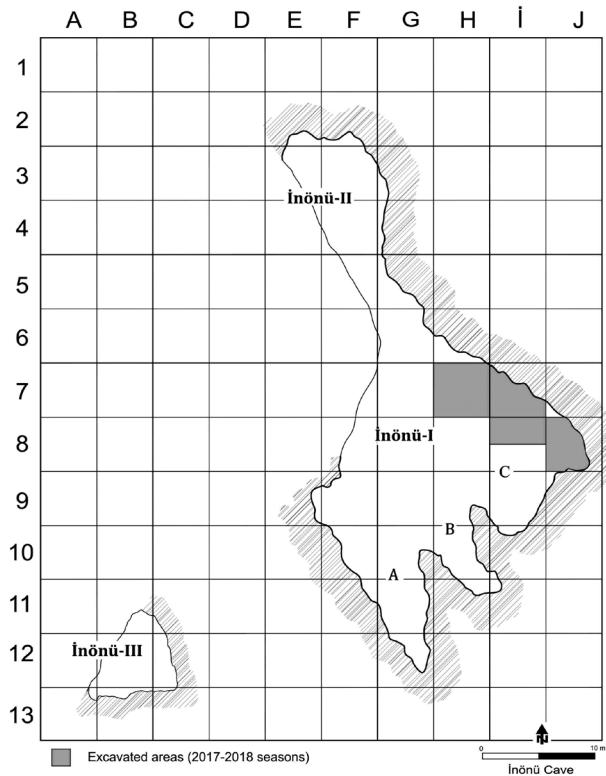 A B C D E F G H İ J
1
2
3
İnönü-II
4
5
6
7
İnönü-I
8
C
9
B
10
A
11
İnönü-III
12
13
N
0 10 m
Excavated areas (2017-2018 seasons)
İnönü Cave